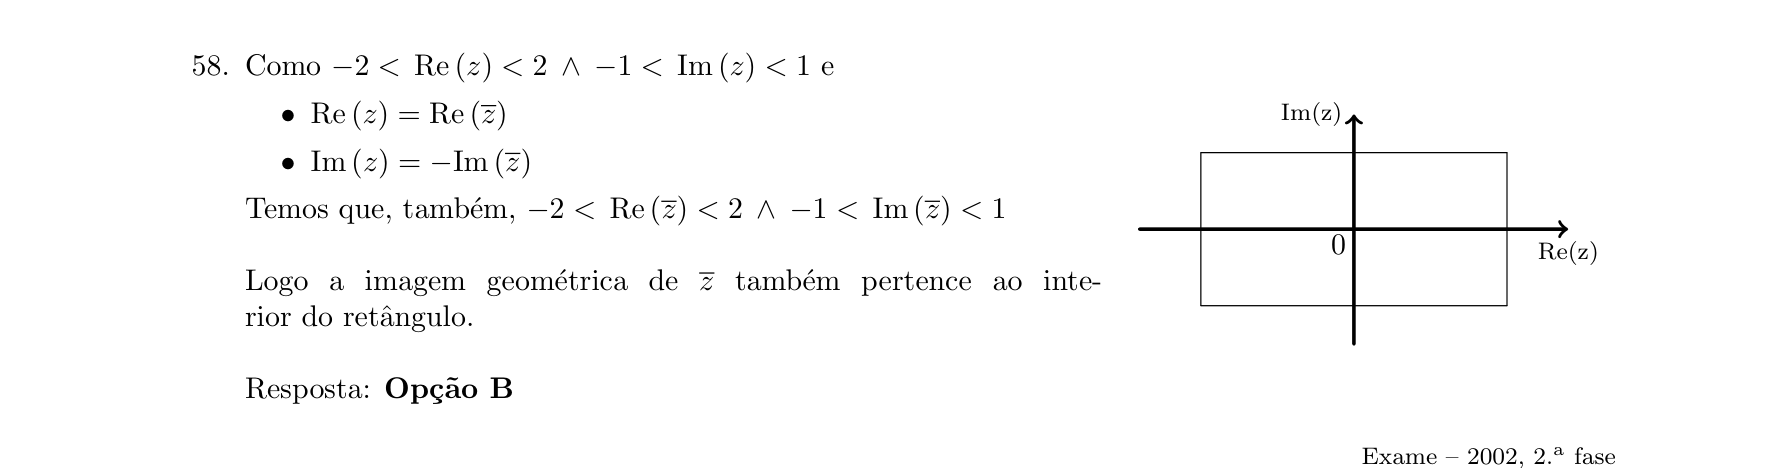 58. Como −2 < Re (z) < 2 ∧ −1 < Im (z) < 1 e
• Re (z) = Re (z̅)
• Im (z) = −Im (z̅)
Temos que, também, −2 < Re (z̅) < 2 ∧ −1 < Im (z̅) < 1
Logo a imagem geométrica de z̅ também pertence ao inte-
rior do retângulo.
Resposta: Opção B
Im(z)
0
Re(z)
Exame – 2002, 2.ª fase